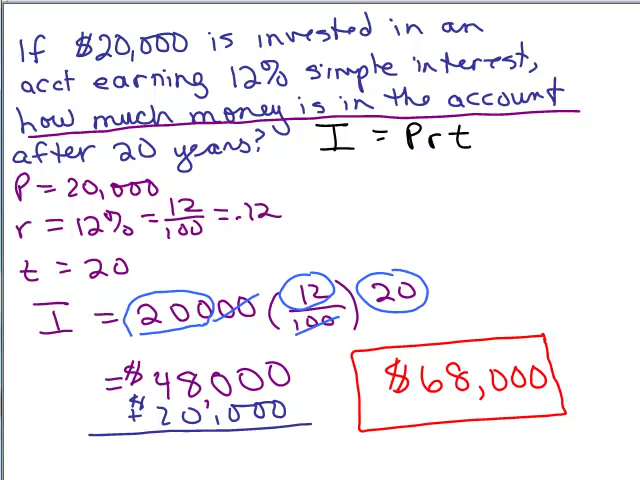 If $20,000 is invested in an
acct earning 12% simple interest,
how much money is in the account
after 20 years?
I = Prt
P = 20,000
r = 12% = 12/100 = .12
t = 20
I = 20000 (12/100) 20
= $48,000
+ $20,000
$68,000